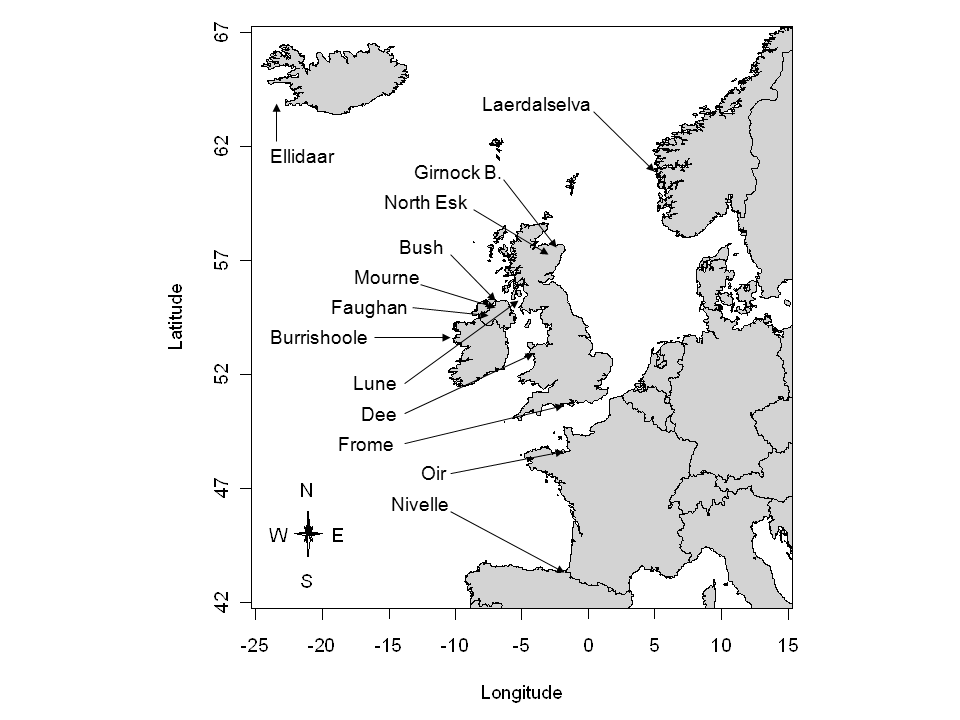 67
62
57
52
47
42
Latitude
Laerdalselva
Ellidaar
Girnock B.
North Esk
Bush
Mourne
Faughan
Burrishoole
Lune
Dee
Frome
Oir
Nivelle
N
W E
S
-25 -20 -15 -10 -5 0 5 10 15
Longitude